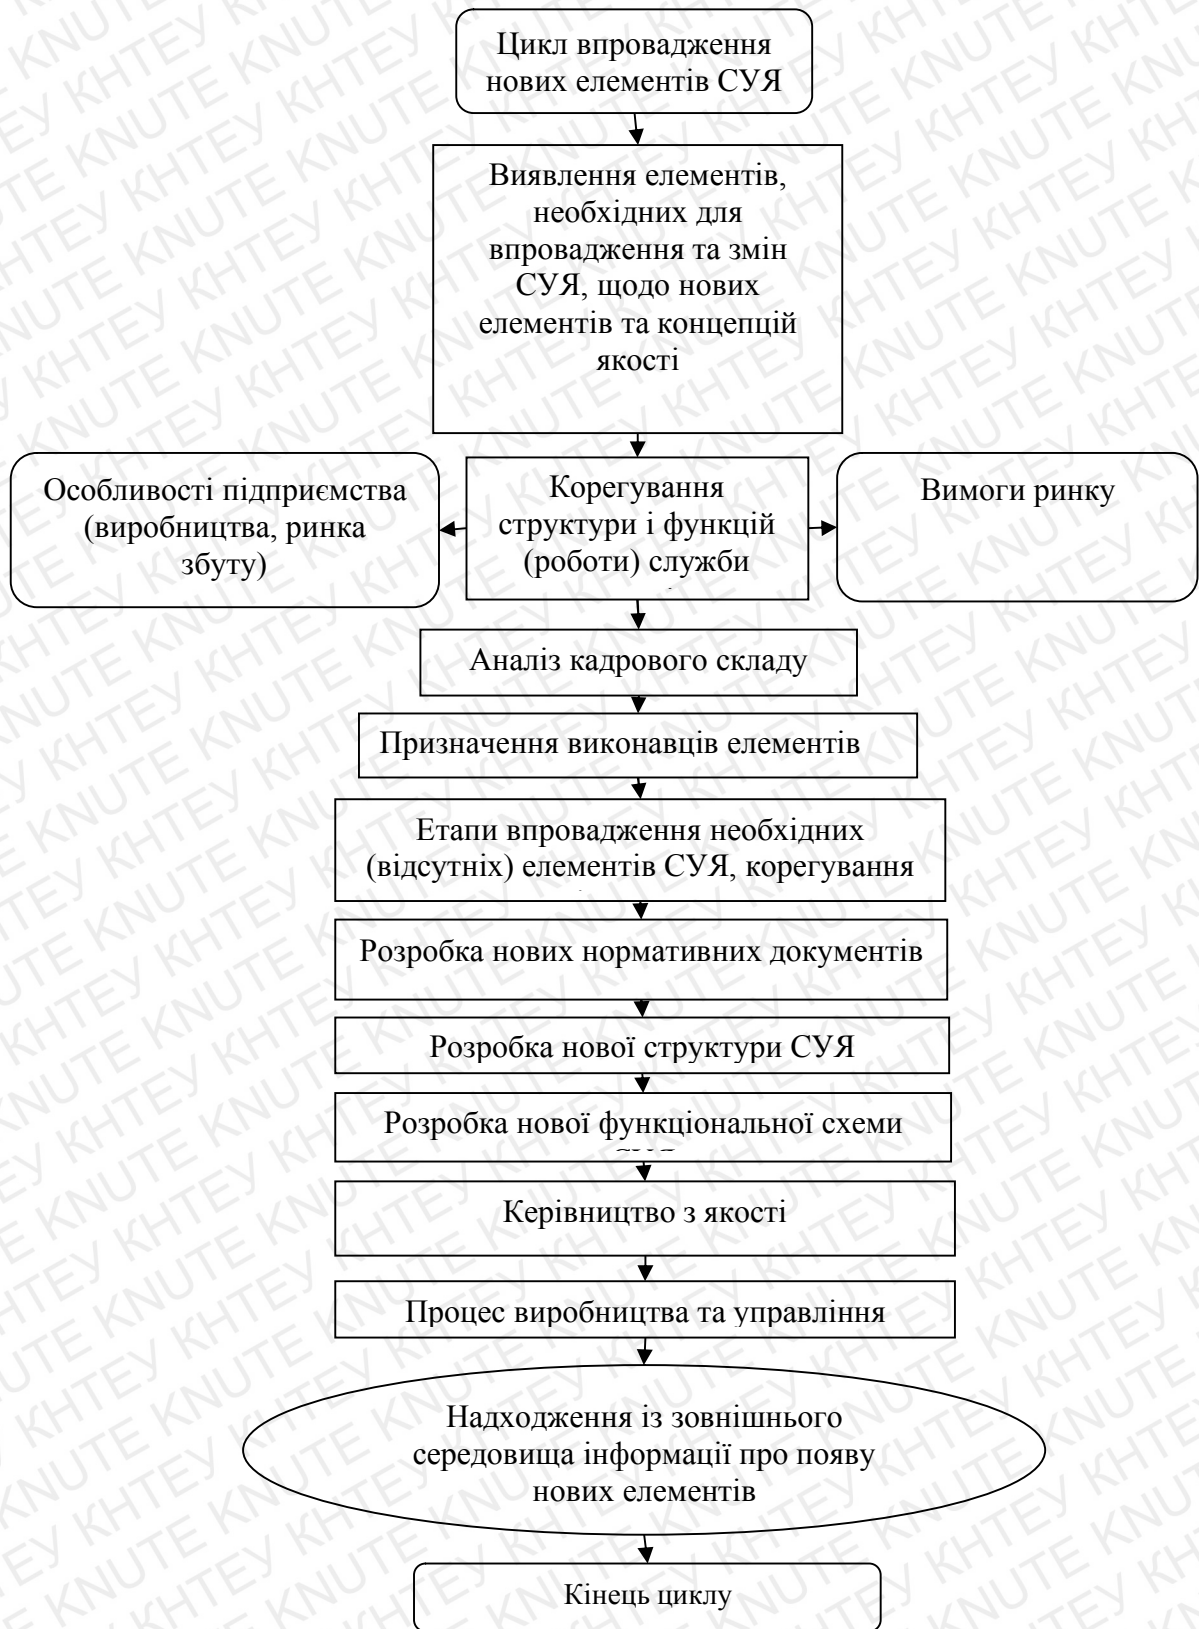 Цикл впровадження
нових елементів СУЯ
Виявлення елементів,
необхідних для
впровадження та змін
СУЯ, щодо нових
елементів та концепцій
якості
Особливості підприємства
(виробництва, ринка
збуту)
Корегування
структури і функцій
(роботи) служби
Вимоги ринку
Аналіз кадрового складу
Призначення виконавців елементів
Етапи впровадження необхідних
(відсутніх) елементів СУЯ, корегування
Розробка нових нормативних документів
Розробка нової структури СУЯ
Розробка нової функціональної схеми
Керівництво з якості
Процес виробництва та управління
Надходження із зовнішнього
середовища інформації про появу
нових елементів
Кінець циклу